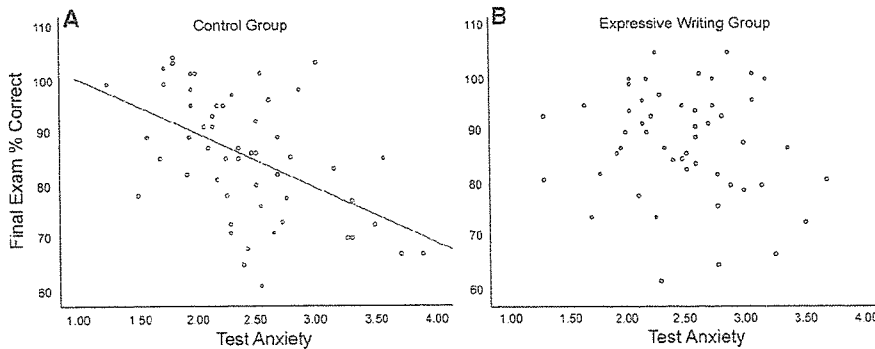 A
Control Group
110
100
90
80
70
60
Final Exam % Correct
1.00 1.50 2.00 2.50 3.00 3.50 4.00
Test Anxiety
B
Expressive Writing Group
110
100
90
80
70
60
1.00 1.50 2.00 2.50 3.00 3.50 4.00
Test Anxiety